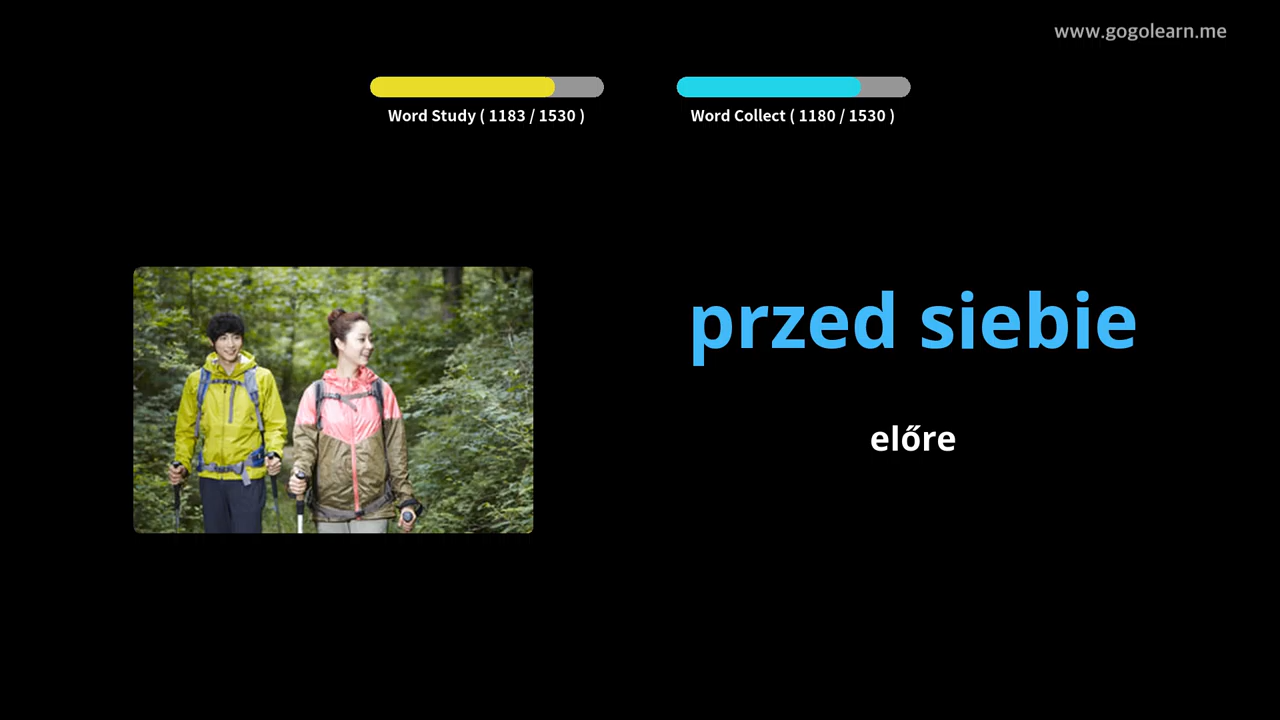 www.gogolearn.me
Word Study ( 1183 / 1530 )
Word Collect ( 1180 / 1530 )
przed siebie
előre